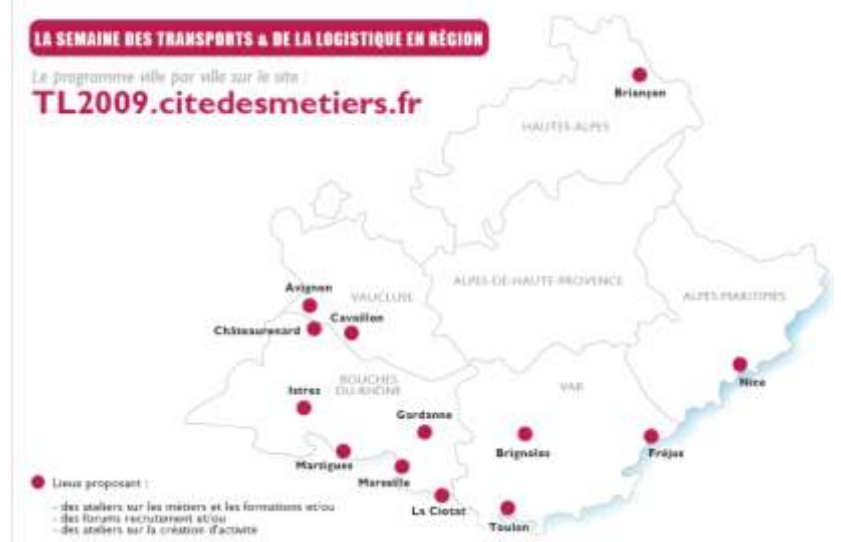 LA SEMAINE DES TRANSPORTS & DE LA LOGISTIQUE EN RÉGION
Le programme ville par ville sur le site :
TL2009.citedesmetiers.fr
Briançon
HAUTES-ALPES
Avignon
VAUCLUSE
ALPES-DE-HAUTE-PROVENCE
ALPES-MARITIMES
Châteaurenard
Cavaillon
Nice
Istres
BOUCHES
DU-RHÔNE
VAR
Gardanne
Martigues
Marseille
Brignoles
Fréjus
La Ciotat
Toulon
Lieux proposant :
- des ateliers sur les métiers et les formations et/ou
- des forums recrutement et/ou
- des ateliers sur la création d'activité